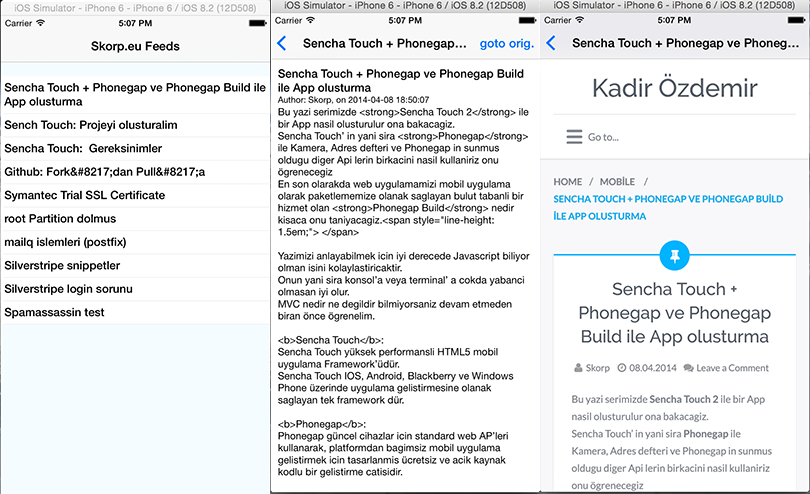 iOS Simulator - iPhone 6 - iPhone 6 / iOS 8.2 (12D508)
Carrier 5:07 PM
Skorp.eu Feeds
Sencha Touch + Phonegap ve Phonegap Build ile
App olusturma
Sench Touch: Projeyi olusturalim
Sencha Touch:  Gereksinimler
Github: Fork&#8217;dan Pull&#8217;a
Symantec Trial SSL Certificate
root Partition dolmus
mailq islemleri (postfix)
Silverstripe snippetler
Silverstripe login sorunu
Spamassassin test
iOS Simulator - iPhone 6 - iPhone 6 / iOS 8.2 (12D508)
Carrier 5:07 PM
Sencha Touch + Phonegap... goto orig.
Sencha Touch + Phonegap ve Phonegap Build
ile App olusturma
Author: Skorp, on 2014-04-08 18:50:07
Bu yazi serimizde <strong>Sencha Touch 2</strong> ile
bir App nasil olusturulur ona bakacagiz.
Sencha Touch' in yani sira <strong>Phonegap</strong>
ile Kamera, Adres defteri ve Phonegap in sunmus
oldugu diger Api lerin birkacini nasil kullaniriz onu
ögrenecegiz
En son olarakda web uygulamamizi mobil uygulama
olarak paketlememize olanak saglayan bulut tabanli bir
hizmet olan <strong>Phonegap Build</strong> nedir
kisaca onu taniyacagiz.<span style="line-height:
1.5em;"> </span>
Yazimizi anlayabilmek icin iyi derecede Javascript biliyor
olman isini kolaylastiricaktir.
Onun yani sira konsol'a veya terminal' a cokda yabanci
olmasan iyi olur.
MVC nedir ne degildir bilmiyorsaniz devam etmeden
biran önce ögrenelim.
<b>Sencha Touch</b>:
Sencha Touch yüksek performansli HTML5 mobil
uygulama Framework'üdür.
Sencha Touch IOS, Android, Blackberry ve Windows
Phone üzerinde uygulama gelistirmesine olanak
saglayan tek framework dür.
<b>Phonegap</b>:
Phonegap güncel cihazlar icin standard web AP'leri
kullanarak, platformdan bagimsiz mobil uygulama
gelistirmek icin tasarlanmis ücretsiz ve acik kaynak
kodlu bir gelistirme catisidir.
iOS Simulator - iPhone 6 - iPhone 6 / iOS 8.2 (12D508)
Carrier 5:07 PM
Sencha Touch + Phonegap ve Phoneg...
Kadir Özdemir
Go to...
HOME / MOBİLE /
SENCHA TOUCH + PHONEGAP VE PHONEGAP BUİLD
İLE APP OLUSTURMA
Sencha Touch +
Phonegap ve Phonegap
Build ile App olusturma
Skorp 08.04.2014 Leave a Comment
Bu yazi serimizde Sencha Touch 2 ile bir App
nasil olusturulur ona bakacagiz.
Sencha Touch' in yani sira Phonegap ile
Kamera, Adres defteri ve Phonegap in sunmus
oldugu diger Api lerin birkacini nasil kullaniriz
onu ögrenecegiz